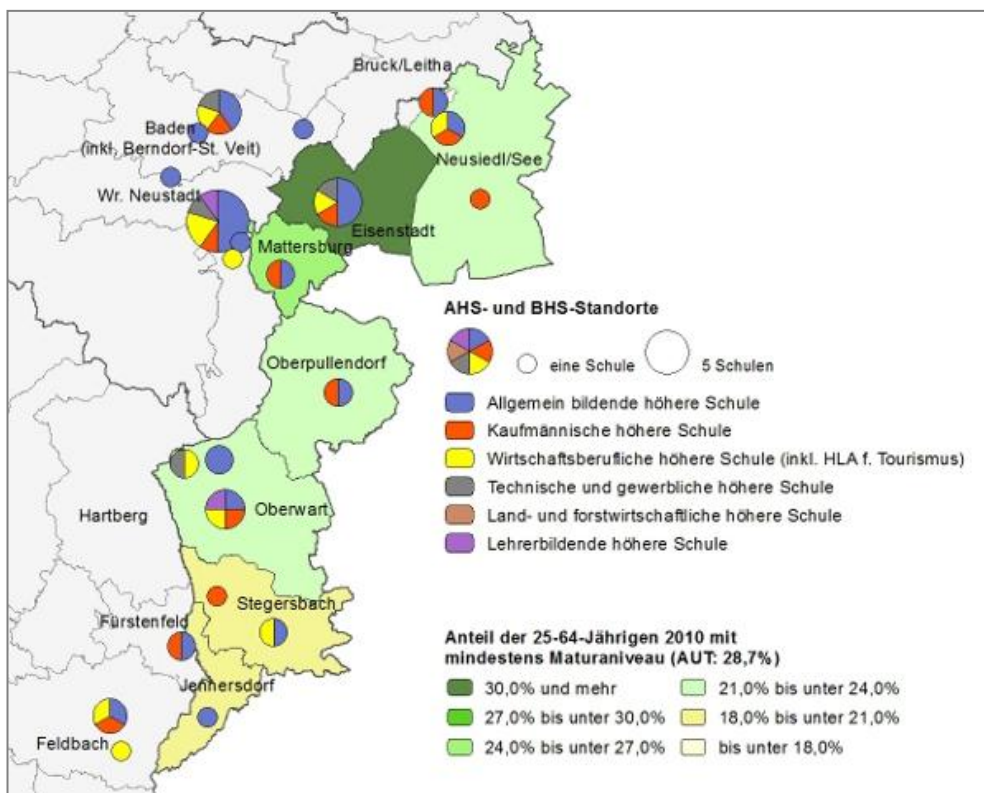 Bruck/Leitha
Baden
(inkl. Berndorf-St. Veit)
Neusiedl/See
Wr. Neustadt
Eisenstadt
Mattersburg
AHS- und BHS-Standorte
eine Schule
5 Schulen
Oberpullendorf
Allgemein bildende höhere Schule
Kaufmännische höhere Schule
Wirtschaftsberufliche höhere Schule (inkl. HLA f. Tourismus)
Technische und gewerbliche höhere Schule
Land- und forstwirtschaftliche höhere Schule
Lehrerbildende höhere Schule
Hartberg
Oberwart
Stegersbach
Fürstenfeld
Jennersdorf
Feldbach
Anteil der 25-64-Jährigen 2010 mit
mindestens Maturaniveau (AUT: 28,7%)
30,0% und mehr
27,0% bis unter 30,0%
24,0% bis unter 27,0%
21,0% bis unter 24,0%
18,0% bis unter 21,0%
bis unter 18,0%